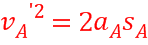 v_A'^2 = 2a_A s_A